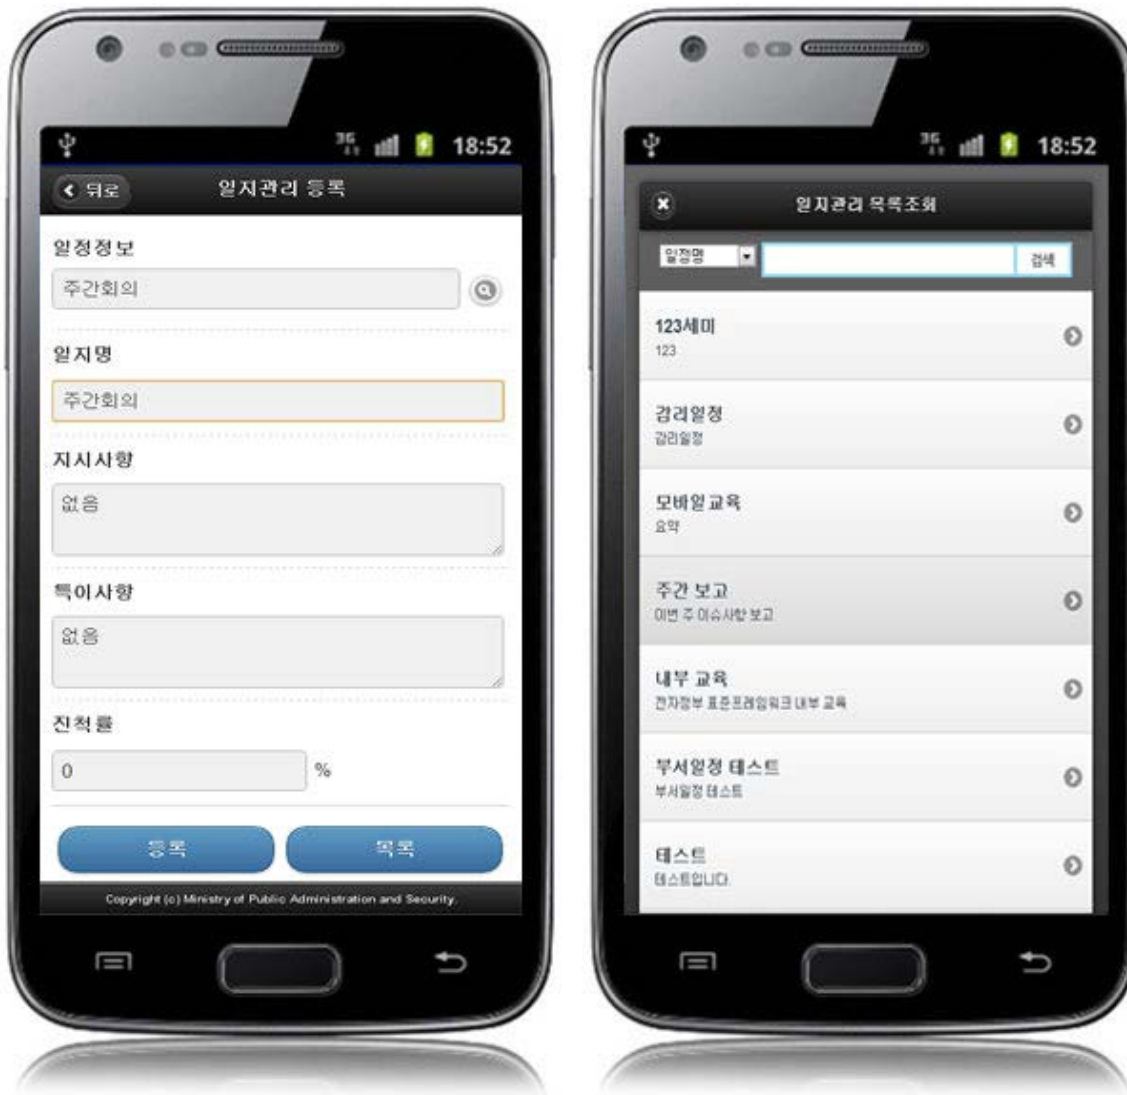 3G
18:52
뒤로
일지관리 등록
일정정보
주간회의
일지명
주간회의
지시사항
없음
특이사항
없음
진척률
0
%
등록
목록
Copyright (c) Ministry of Public Administration and Security.
3G
18:52
일지관리 목록조회
일정명
검색
123세미
123
감리일정
감리일정
모바일교육
요약
주간 보고
이번 주 이슈사항 보고
내부 교육
전자정부 표준프레임워크 내부 교육
부서일정 테스트
부서일정 테스트
테스트
테스트입니다.